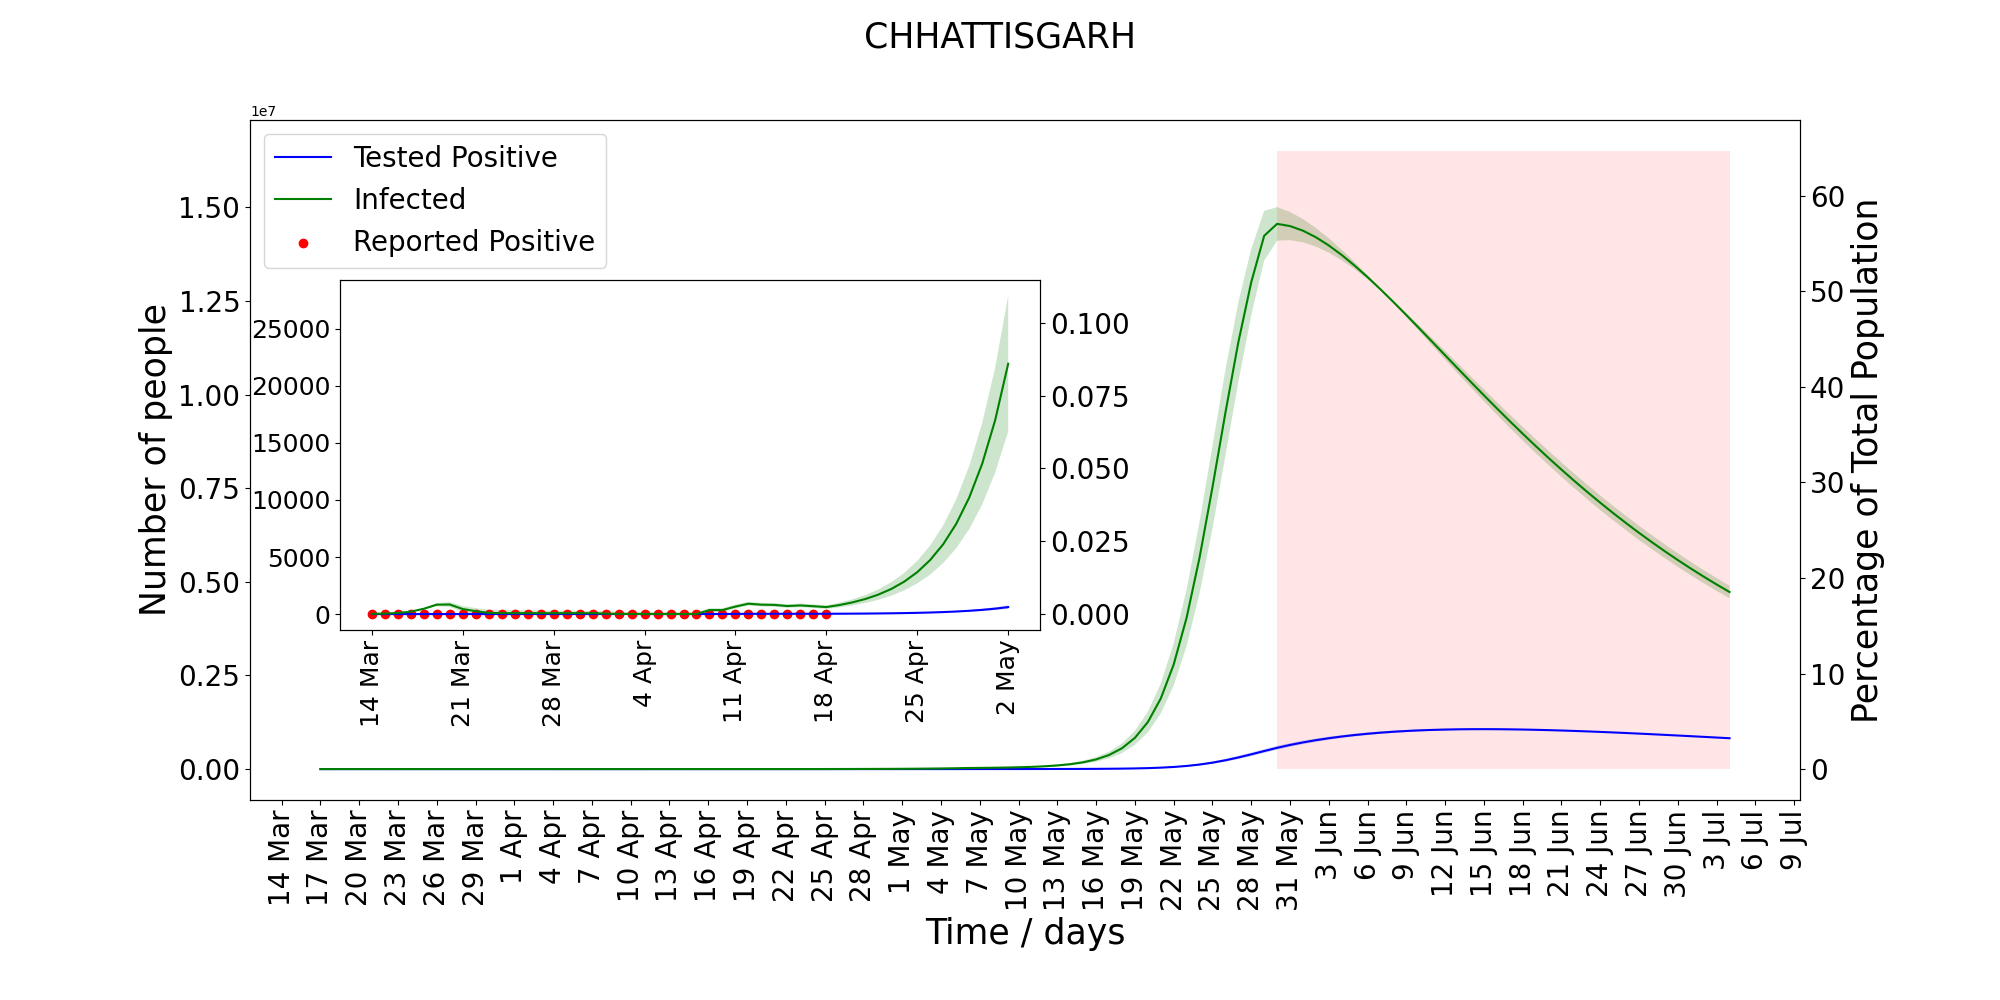 CHHATTISGARH
1e7
Tested Positive
Infected
Reported Positive
Number of people
1.50
1.25
1.00
0.75
0.50
0.25
0.00
25000
20000
15000
10000
5000
0
0.100
0.075
0.050
0.025
0.000
14 Mar
21 Mar
28 Mar
4 Apr
11 Apr
18 Apr
25 Apr
2 May
60
50
40
30
20
10
0
Percentage of Total Population
14 Mar
17 Mar
20 Mar
23 Mar
26 Mar
29 Mar
1 Apr
4 Apr
7 Apr
10 Apr
13 Apr
16 Apr
19 Apr
22 Apr
25 Apr
28 Apr
1 May
4 May
7 May
10 May
13 May
16 May
19 May
22 May
25 May
28 May
31 May
3 Jun
6 Jun
9 Jun
12 Jun
15 Jun
18 Jun
21 Jun
24 Jun
27 Jun
30 Jun
3 Jul
6 Jul
9 Jul
Time / days